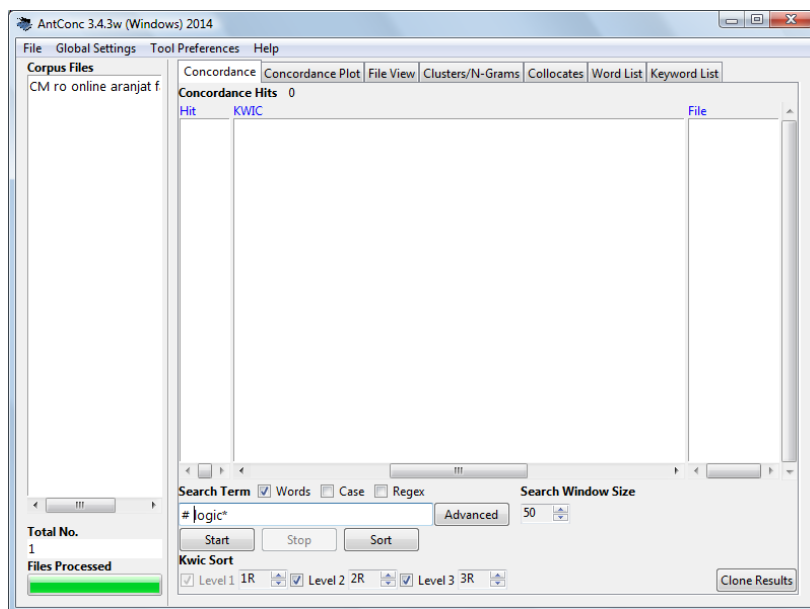 AntConc 3.4.3w (Windows) 2014
File Global Settings Tool Preferences Help
Corpus Files
CM ro online aranjat f
Total No.
1
Files Processed
Concordance Concordance Plot File View Clusters/N-Grams Collocates Word List Keyword List
Concordance Hits 0
Hit KWIC File
Search Term Words Case Regex Search Window Size
# logic* Advanced 50
Start Stop Sort
Kwic Sort
Level 1 1R Level 2 2R Level 3 3R Clone Results